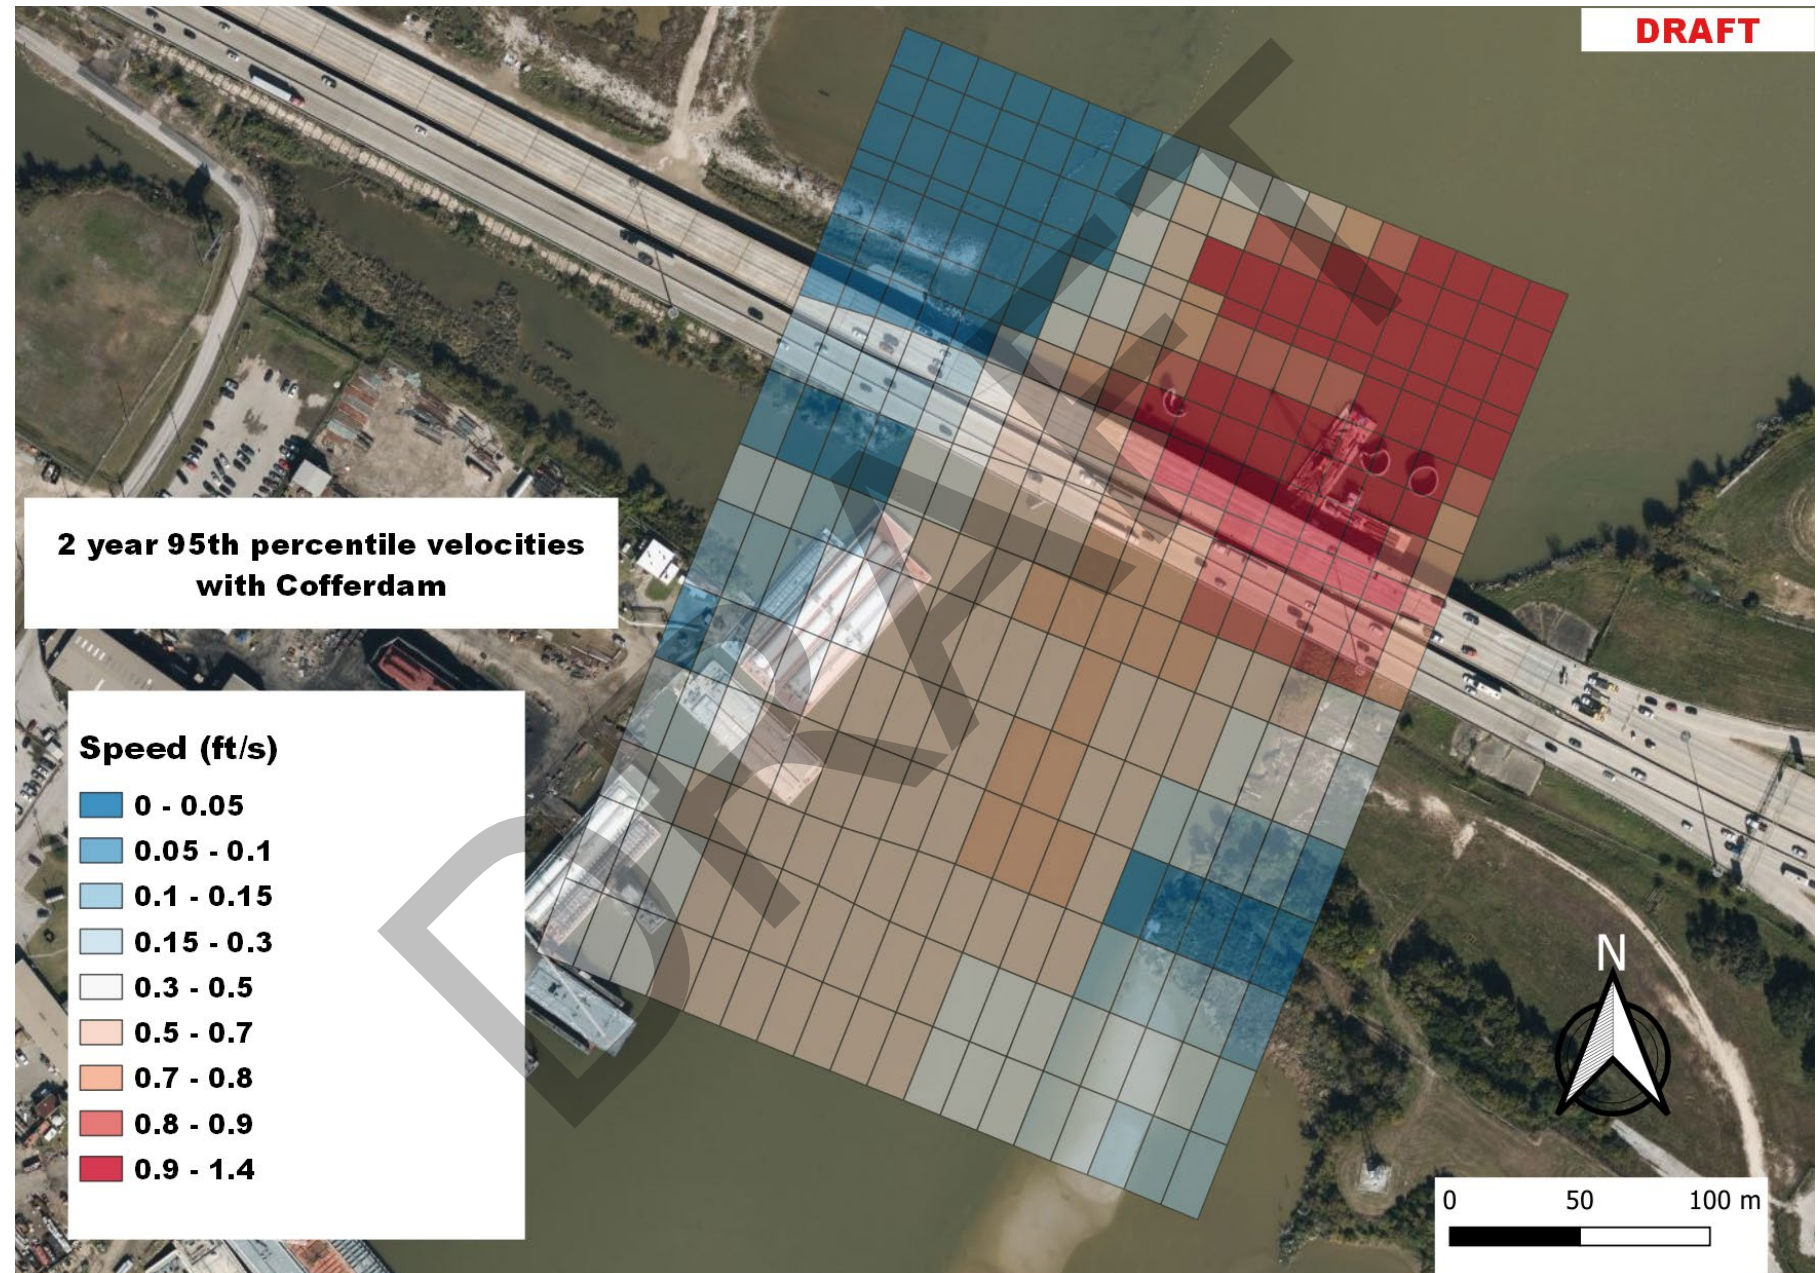 DRAFT
2 year 95th percentile velocities
with Cofferdam
Speed (ft/s)
0 - 0.05
0.05 - 0.1
0.1 - 0.15
0.15 - 0.3
0.3 - 0.5
0.5 - 0.7
0.7 - 0.8
0.8 - 0.9
0.9 - 1.4
DRAFT
N
0 50 100 m